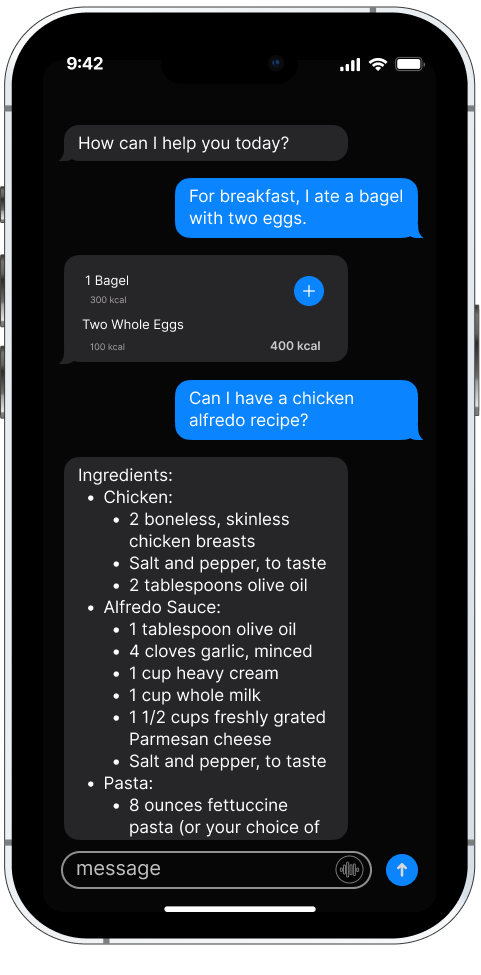 9:42
How can I help you today?
For breakfast, I ate a bagel
with two eggs.
1 Bagel
300 kcal
Two Whole Eggs
100 kcal
400 kcal
Can I have a chicken
alfredo recipe?
Ingredients:
• Chicken:
• 2 boneless, skinless
chicken breasts
• Salt and pepper, to taste
• 2 tablespoons olive oil
• Alfredo Sauce:
• 1 tablespoon olive oil
• 4 cloves garlic, minced
• 1 cup heavy cream
• 1 cup whole milk
• 1 1/2 cups freshly grated
Parmesan cheese
• Salt and pepper, to taste
• Pasta:
• 8 ounces fettuccine
pasta (or your choice of
message